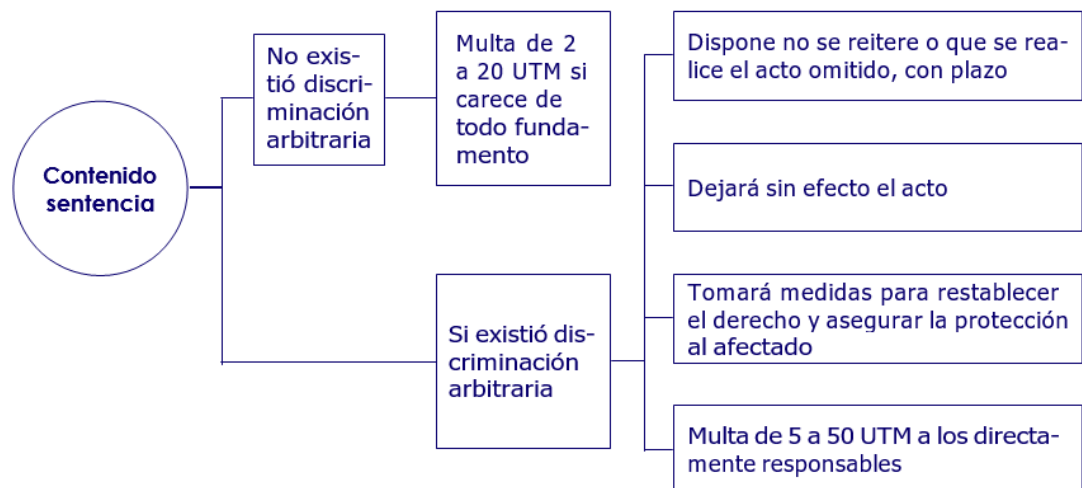 Contenido
sentencia
No exis-
tió discri-
minación
arbitraria
Multa de 2
a 20 UTM si
carece de
todo funda-
mento
Si existió dis-
criminación
arbitraria
Dispone no se reitere o que se rea-
lice el acto omitido, con plazo
Dejará sin efecto el acto
Tomará medidas para restablecer
el derecho y asegurar la protección
al afectado
Multa de 5 a 50 UTM a los directa-
mente responsables